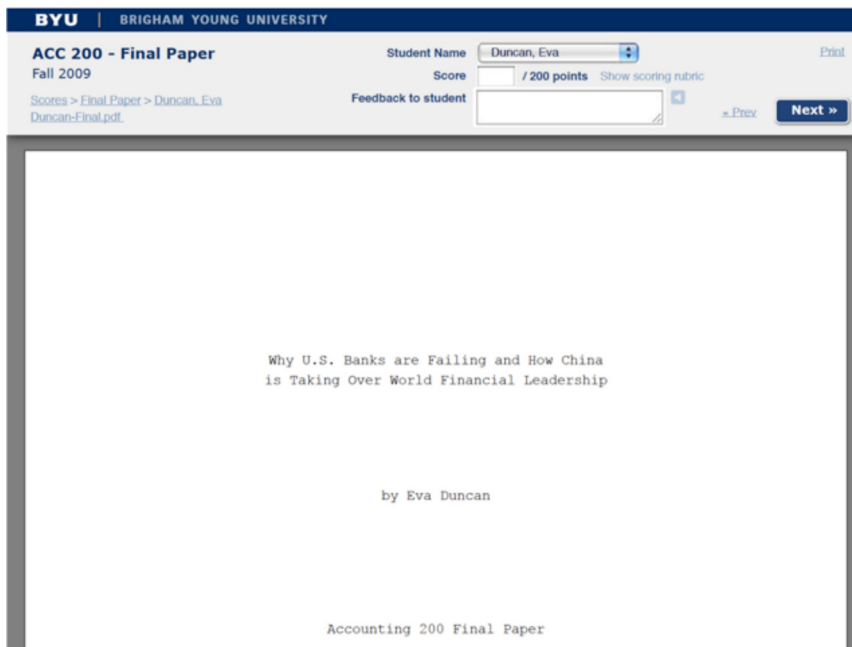 BYU | BRIGHAM YOUNG UNIVERSITY
ACC 200 - Final Paper
Fall 2009
Scores > Final Paper > Duncan, Eva
Duncan-Final.pdf
Student Name Duncan, Eva
Score / 200 points Show scoring rubric
Feedback to student
Print
« Prev
Next »
Why U.S. Banks are Failing and How China
is Taking Over World Financial Leadership
by Eva Duncan
Accounting 200 Final Paper